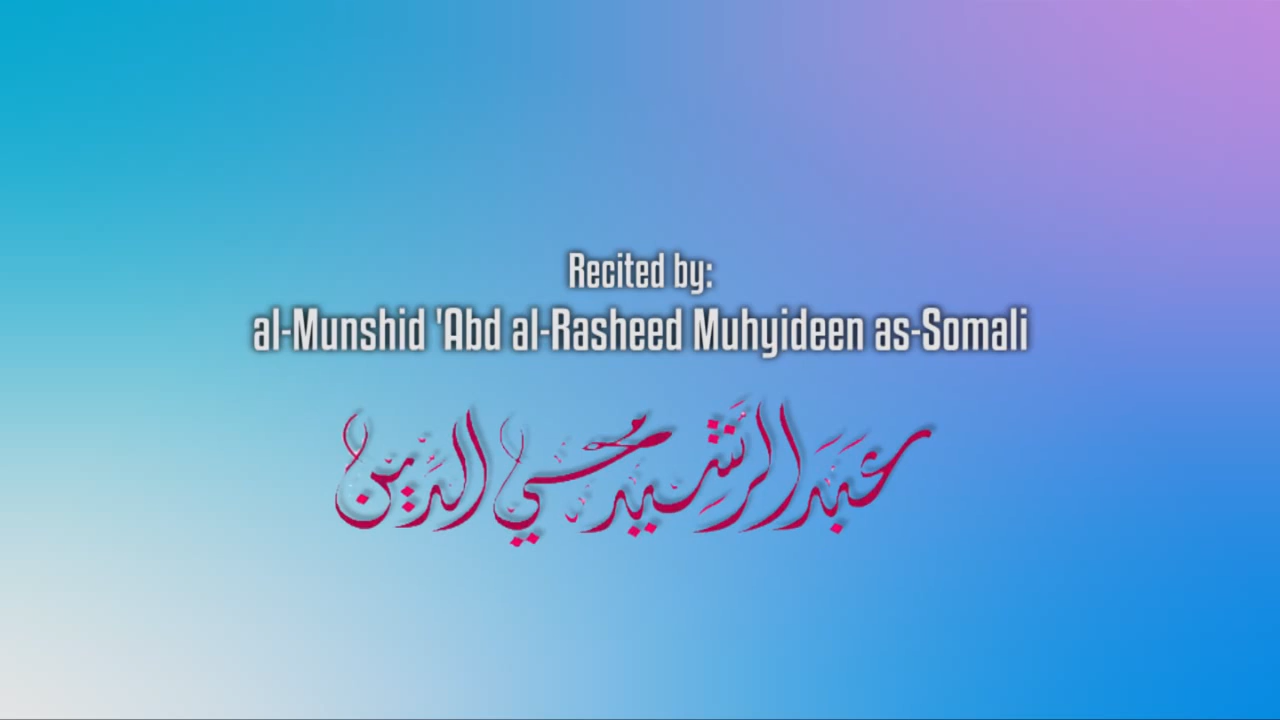 Recited by:
al-Munshid 'Abd al-Rasheed Muhyideen as-Somali
عبد الرشيد محيي الدين